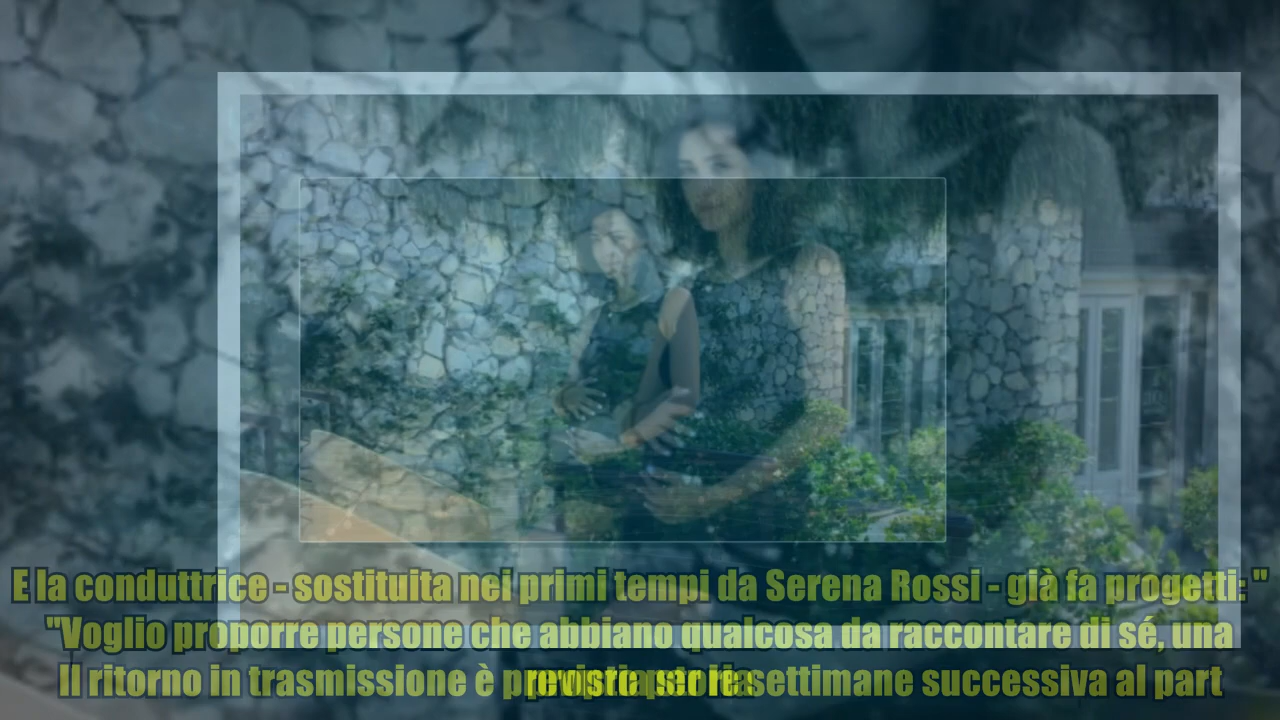 E la conduttrice - sostituita nei primi tempi da Serena Rossi - già fa progetti: "
"Voglio proporre persone che abbiano qualcosa da raccontare di sé, una
Il ritorno in trasmissione è settimane successiva al part